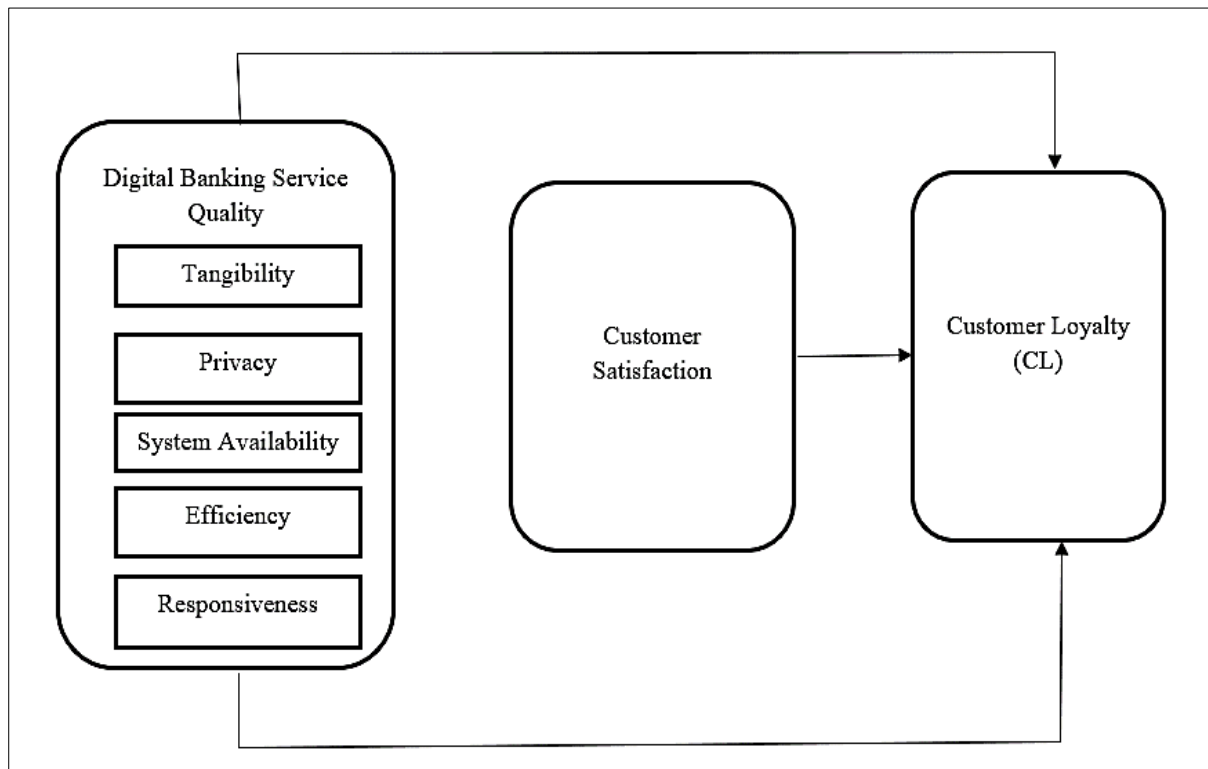 Digital Banking Service
Quality
Tangibility
Privacy
System Availability
Efficiency
Responsiveness
Customer
Satisfaction
Customer Loyalty
(CL)